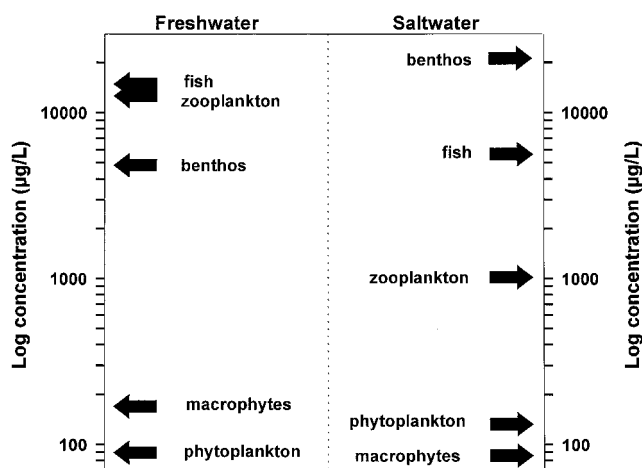 Freshwater
Saltwater
Log concentration (µg/L)
10000
1000
100
fish
zooplankton
benthos
macrophytes
phytoplankton
benthos
fish
zooplankton
phytoplankton
macrophytes
10000
1000
100
Log concentration (µg/L)